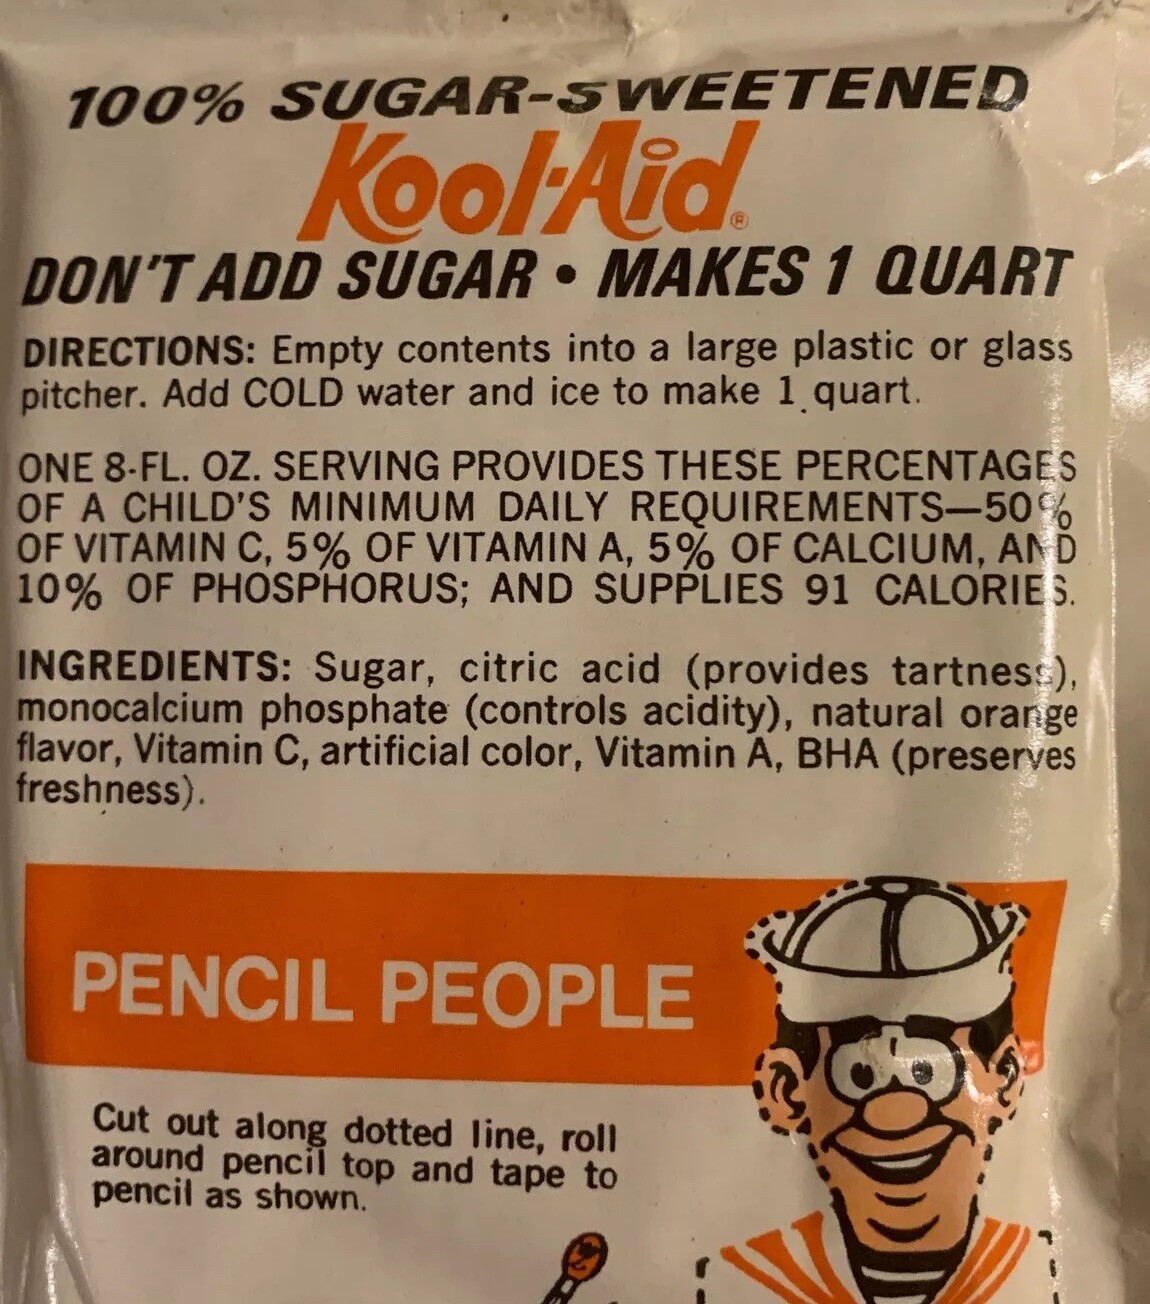 100% SUGAR-SWEETENED
Kool-Aid®
DON'T ADD SUGAR • MAKES 1 QUART
DIRECTIONS: Empty contents into a large plastic or glass
pitcher. Add COLD water and ice to make 1 quart.
ONE 8-FL. OZ. SERVING PROVIDES THESE PERCENTAGES
OF A CHILD'S MINIMUM DAILY REQUIREMENTS—50%
OF VITAMIN C, 5% OF VITAMIN A, 5% OF CALCIUM, AND
10% OF PHOSPHORUS; AND SUPPLIES 91 CALORIES.
INGREDIENTS: Sugar, citric acid (provides tartness),
monocalcium phosphate (controls acidity), natural orange
flavor, Vitamin C, artificial color, Vitamin A, BHA (preserves
freshness).
PENCIL PEOPLE
Cut out along dotted line, roll
around pencil top and tape to
pencil as shown.